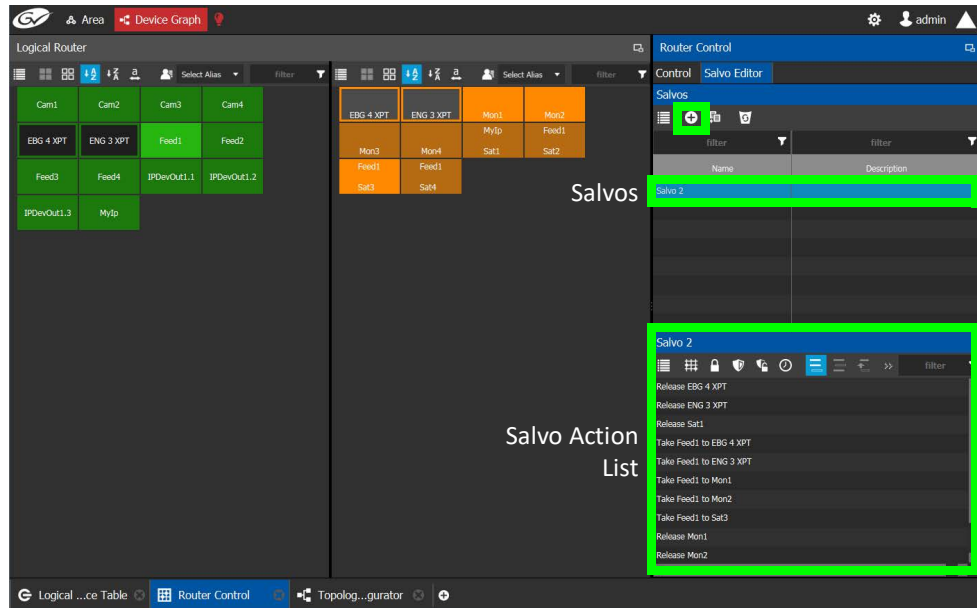 GV Area Device Graph admin
Logical Router
Select Alias filter
Cam1 Cam2 Cam3 Cam4
EBG 4 XPT ENG 3 XPT Feed1 Feed2
Feed3 Feed4 IPDevOut1.1 IPDevOut1.2
IPDevOut1.3 MyIp
Select Alias filter
EBG 4 XPT ENG 3 XPT Mon1 Mon2
MyIp Feed1
Mon3 Mon4 Sat1 Sat2
Feed1 Feed1
Sat3 Sat4
Salvos
Salvo Action
List
Router Control
Control Salvo Editor
Salvos
filter filter
Name Description
Salvo 2
Salvo 2
filter
Release EBG 4 XPT
Release ENG 3 XPT
Release Sat1
Take Feed1 to EBG 4 XPT
Take Feed1 to ENG 3 XPT
Take Feed1 to Mon1
Take Feed1 to Mon2
Take Feed1 to Sat3
Release Mon1
Release Mon2
Logical ...ce Table Router Control Topolog...gurator